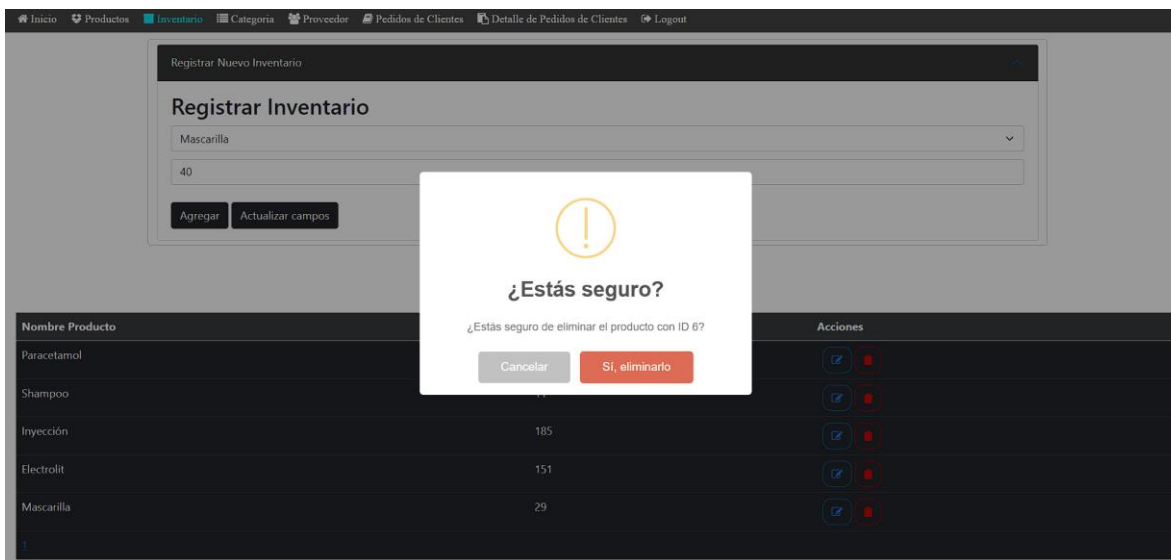 Inicio Productos Inventario Categoria Proveedor Pedidos de Clientes Detalle de Pedidos de Clientes Logout
Registrar Nuevo Inventario
Registrar Inventario
Mascarilla
40
Agregar Actualizar campos
¿Estás seguro?
¿Estás seguro de eliminar el producto con ID 6?
Cancelar Sí, eliminarlo
Nombre Producto Acciones
Paracetamol
Shampoo
Inyección 185
Electrolit 151
Mascarilla 29
1